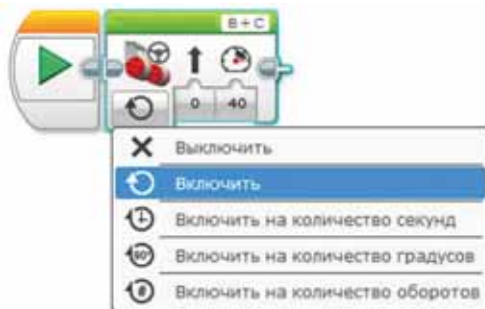 B + C
0 40
Выключить
Включить
Включить на количество секунд
Включить на количество градусов
Включить на количество оборотов